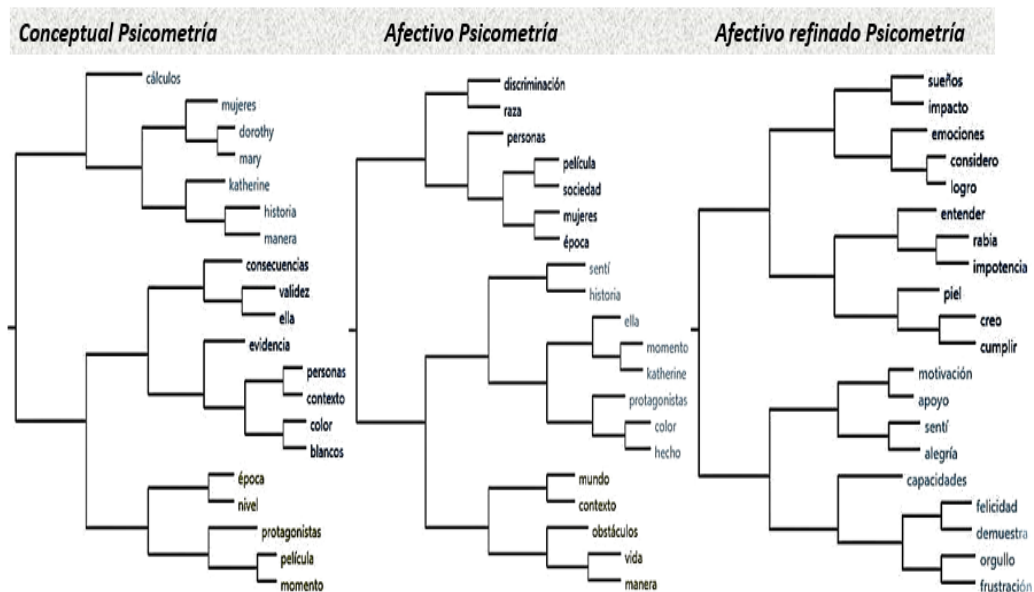 Conceptual Psicometría
cálculos
mujeres
dorothy
mary
katherine
historia
manera
consecuencias
validez
ella
evidencia
personas
contexto
color
blancos
época
nivel
protagonistas
película
momento
Afectivo Psicometría
discriminación
raza
personas
película
sociedad
mujeres
época
sentí
historia
ella
momento
katherine
protagonistas
color
hecho
mundo
contexto
obstáculos
vida
manera
Afectivo refinado Psicometría
sueños
impacto
emociones
considero
logro
entender
rabia
impotencia
piel
creo
cumplir
motivación
apoyo
sentí
alegría
capacidades
felicidad
demuestra
orgullo
frustración